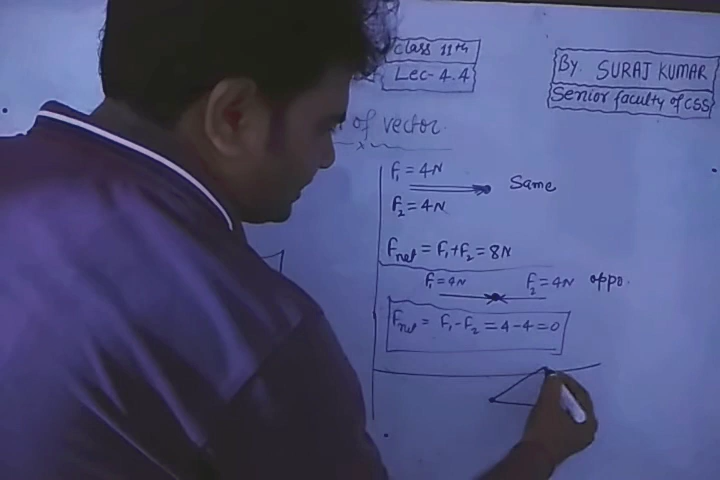 Class 11th
Lec- 4.4
By. SURAJ KUMAR
Senior faculty of CSS
of vector.
F₁ = 4N
Same
F₂ = 4N
Fnet = F₁+F₂ = 8N
F₁=4N F₂=4N oppo.
Fnet = F₁-F₂ = 4-4=0